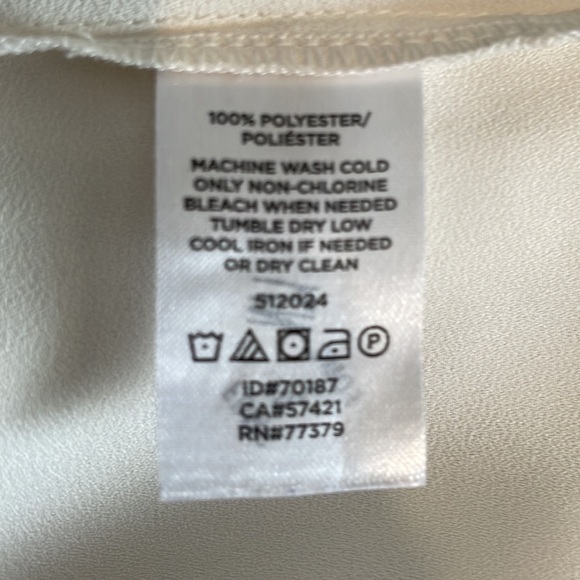 100% POLYESTER/
POLIÉSTER
MACHINE WASH COLD
ONLY NON-CHLORINE
BLEACH WHEN NEEDED
TUMBLE DRY LOW
COOL IRON IF NEEDED
OR DRY CLEAN
512024
P
ID#70187
CA#57421
RN#77379